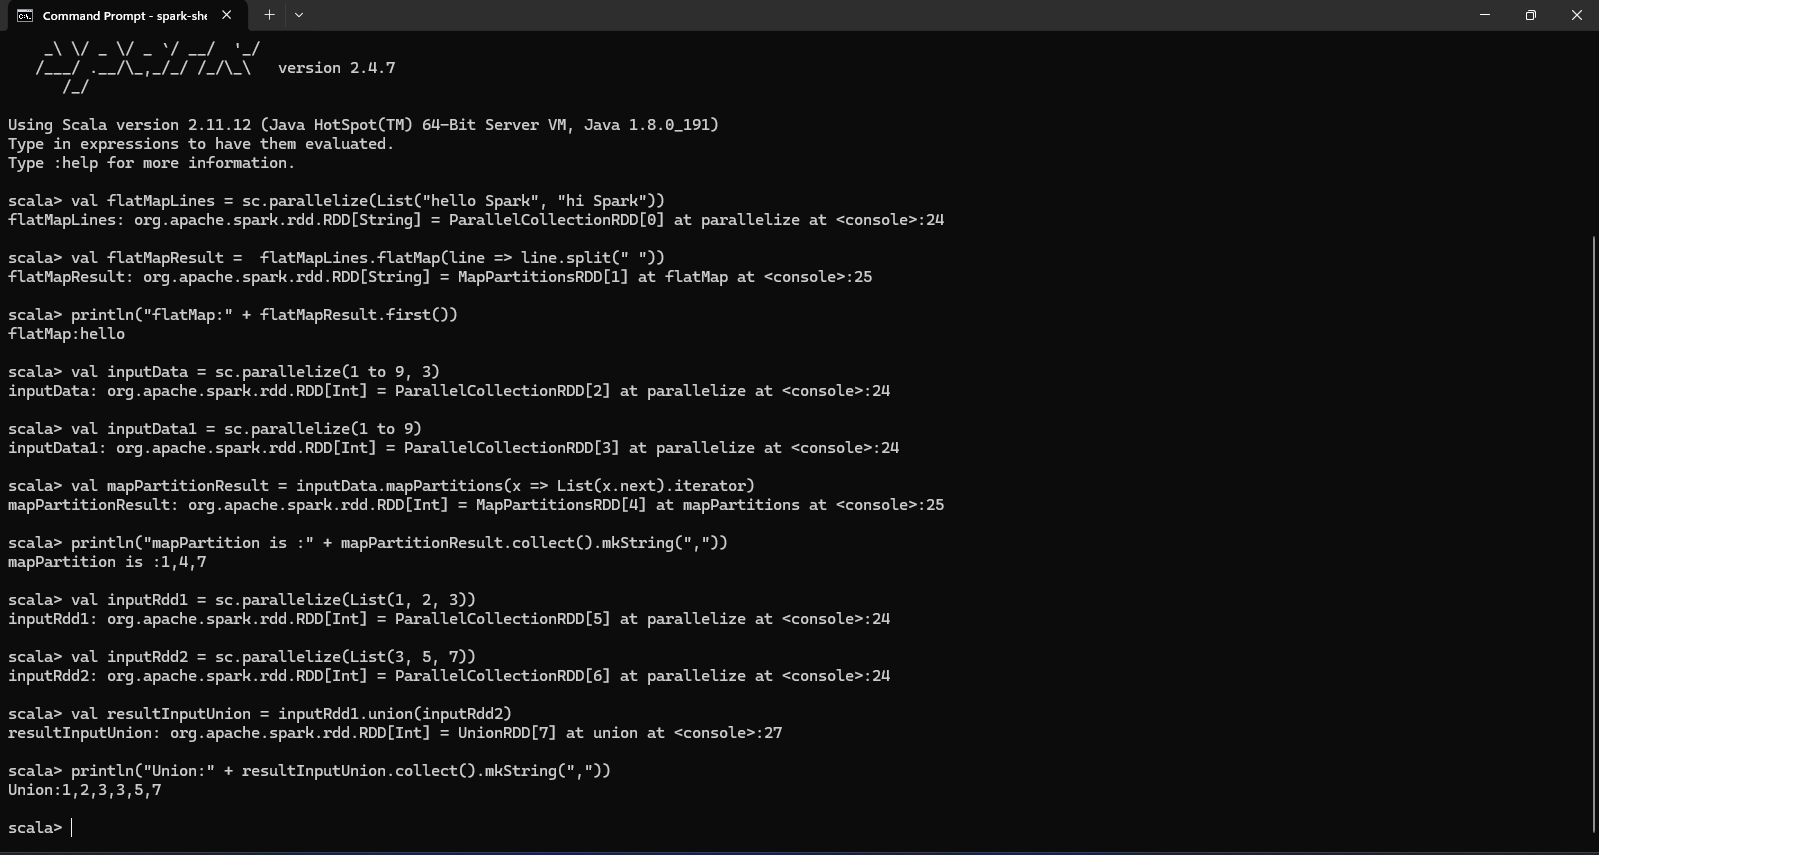 Command Prompt - spark-she
_\ \/ _ \/ _ `/ __/  '_/
/___/ .__/\_,_/_/ /_/\_\   version 2.4.7
/_/
Using Scala version 2.11.12 (Java HotSpot(TM) 64-Bit Server VM, Java 1.8.0_191)
Type in expressions to have them evaluated.
Type :help for more information.
scala> val flatMapLines = sc.parallelize(List("hello Spark", "hi Spark"))
flatMapLines: org.apache.spark.rdd.RDD[String] = ParallelCollectionRDD[0] at parallelize at <console>:24
scala> val flatMapResult =  flatMapLines.flatMap(line => line.split(" "))
flatMapResult: org.apache.spark.rdd.RDD[String] = MapPartitionsRDD[1] at flatMap at <console>:25
scala> println("flatMap:" + flatMapResult.first())
flatMap:hello
scala> val inputData = sc.parallelize(1 to 9, 3)
inputData: org.apache.spark.rdd.RDD[Int] = ParallelCollectionRDD[2] at parallelize at <console>:24
scala> val inputData1 = sc.parallelize(1 to 9)
inputData1: org.apache.spark.rdd.RDD[Int] = ParallelCollectionRDD[3] at parallelize at <console>:24
scala> val mapPartitionResult = inputData.mapPartitions(x => List(x.next).iterator)
mapPartitionResult: org.apache.spark.rdd.RDD[Int] = MapPartitionsRDD[4] at mapPartitions at <console>:25
scala> println("mapPartition is :" + mapPartitionResult.collect().mkString(","))
mapPartition is :1,4,7
scala> val inputRdd1 = sc.parallelize(List(1, 2, 3))
inputRdd1: org.apache.spark.rdd.RDD[Int] = ParallelCollectionRDD[5] at parallelize at <console>:24
scala> val inputRdd2 = sc.parallelize(List(3, 5, 7))
inputRdd2: org.apache.spark.rdd.RDD[Int] = ParallelCollectionRDD[6] at parallelize at <console>:24
scala> val resultInputUnion = inputRdd1.union(inputRdd2)
resultInputUnion: org.apache.spark.rdd.RDD[Int] = UnionRDD[7] at union at <console>:27
scala> println("Union:" + resultInputUnion.collect().mkString(","))
Union:1,2,3,3,5,7
scala>